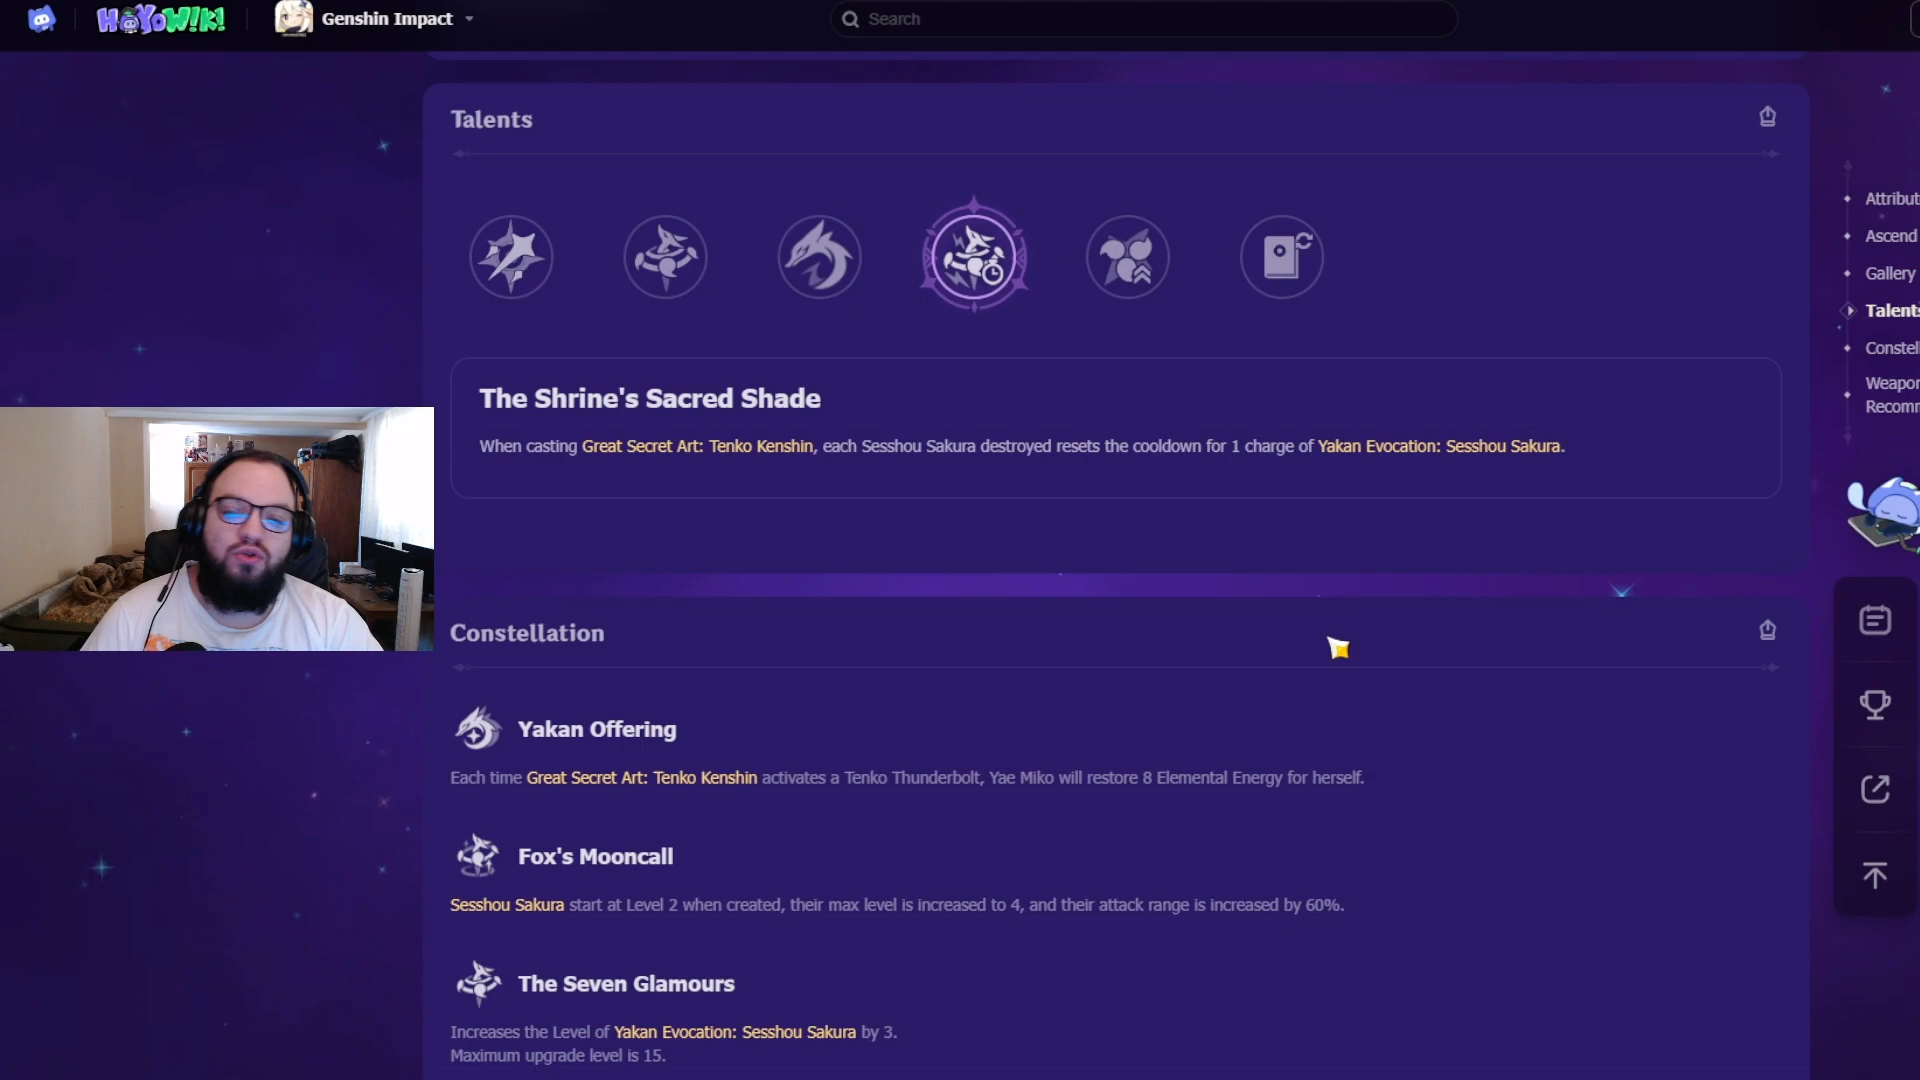 HoYoWiki!
Genshin Impact
Search
Talents
The Shrine's Sacred Shade
When casting Great Secret Art: Tenko Kenshin, each Sesshou Sakura destroyed resets the cooldown for 1 charge of Yakan Evocation: Sesshou Sakura.
Constellation
Yakan Offering
Each time Great Secret Art: Tenko Kenshin activates a Tenko Thunderbolt, Yae Miko will restore 8 Elemental Energy for herself.
Fox's Mooncall
Sesshou Sakura start at Level 2 when created, their max level is increased to 4, and their attack range is increased by 60%.
The Seven Glamours
Increases the Level of Yakan Evocation: Sesshou Sakura by 3.
Maximum upgrade level is 15.
Attribut
Ascend
Gallery
Talents
Constell
Weapon
Recomm